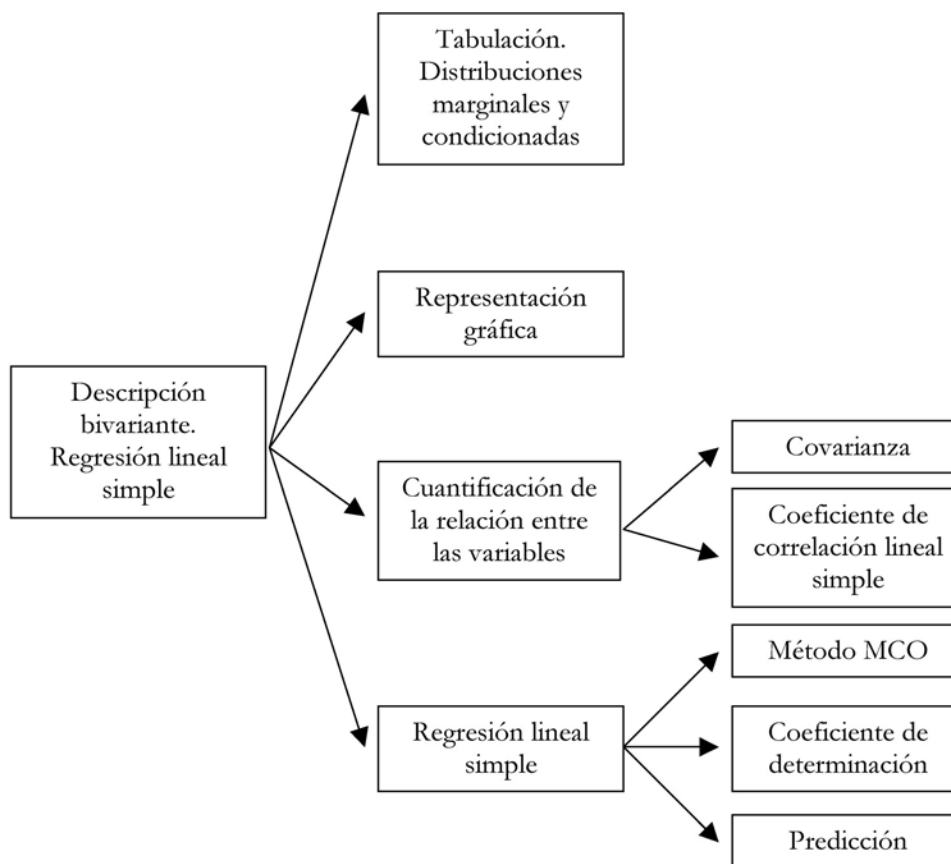 Tabulación.
Distribuciones
marginales y
condicionadas
Representación
gráfica
Descripción
bivariante.
Regresión lineal
simple
Cuantificación de
la relación entre
las variables
Covarianza
Coeficiente de
correlación lineal
simple
Regresión lineal
simple
Método MCO
Coeficiente de
determinación
Predicción